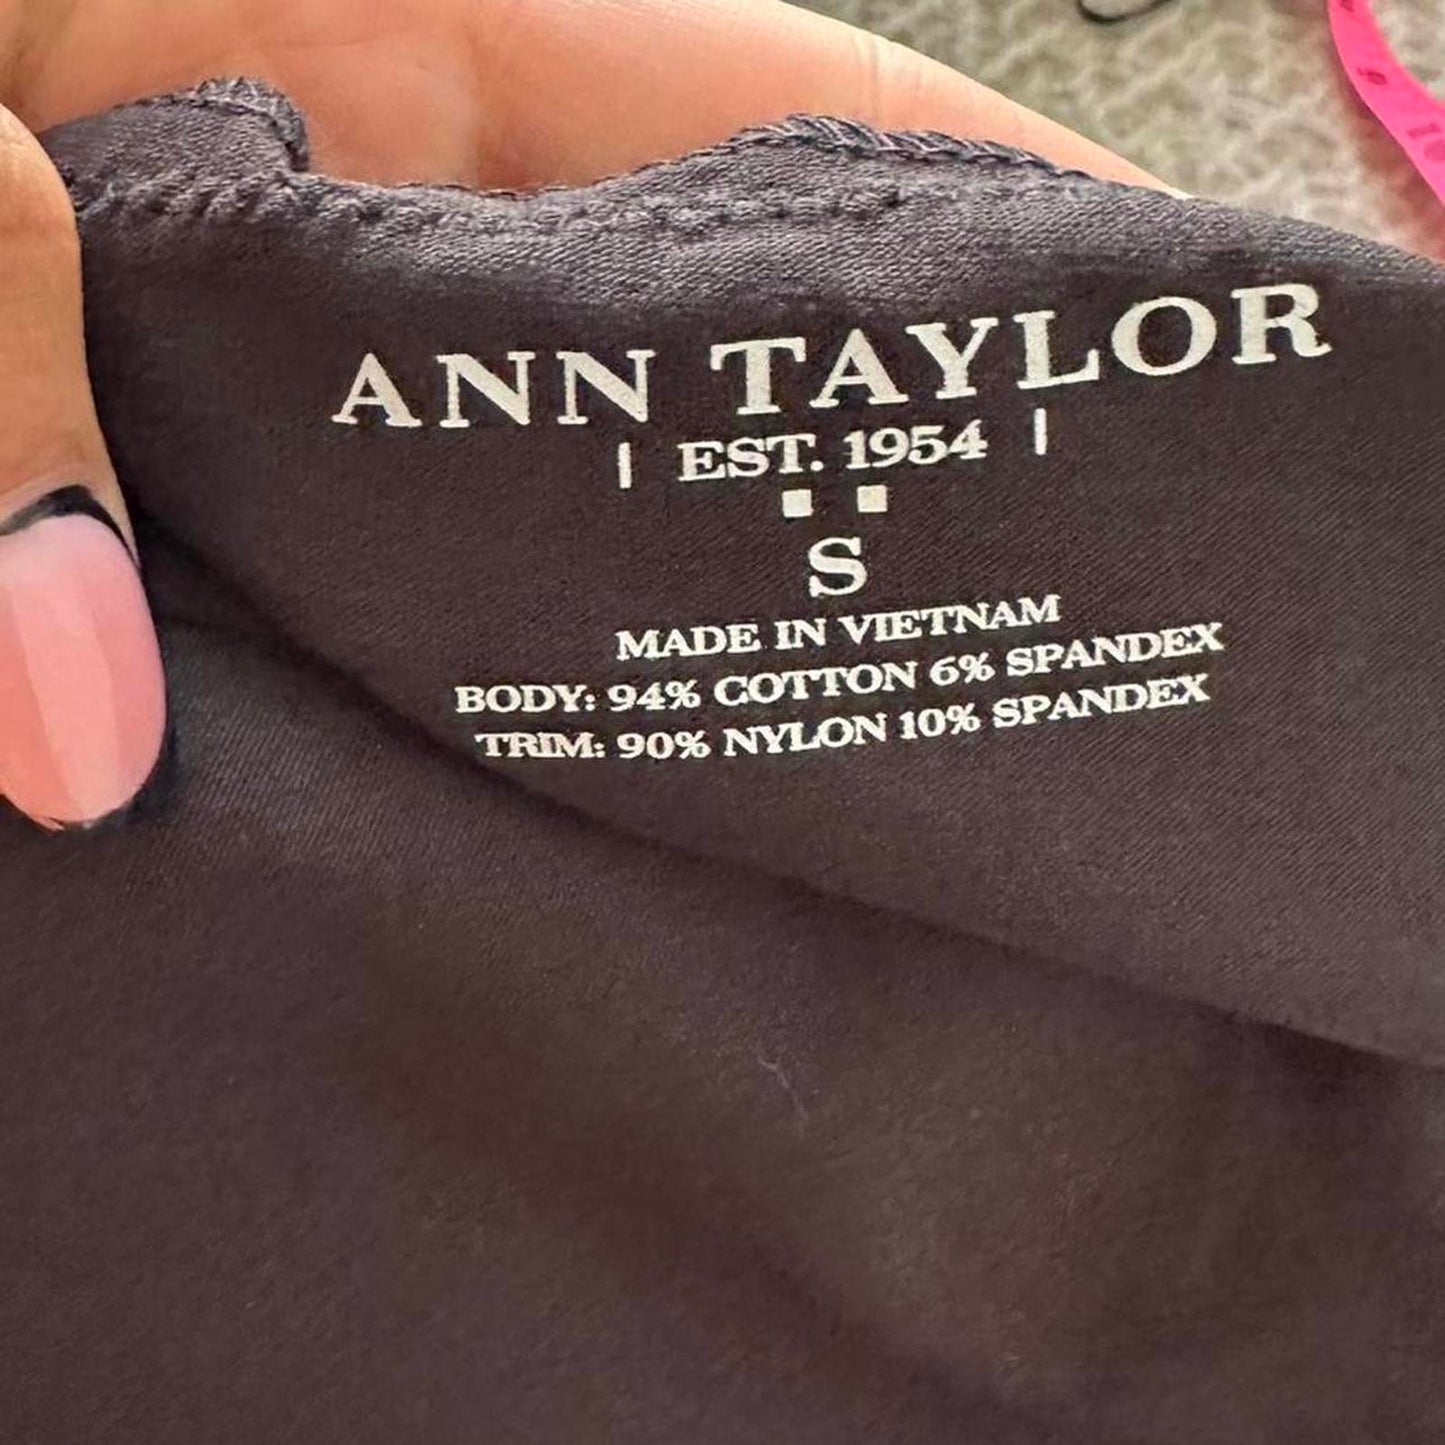 ANN TAYLOR
| EST. 1954 |
S
MADE IN VIETNAM
BODY: 94% COTTON 6% SPANDEX
TRIM: 90% NYLON 10% SPANDEX